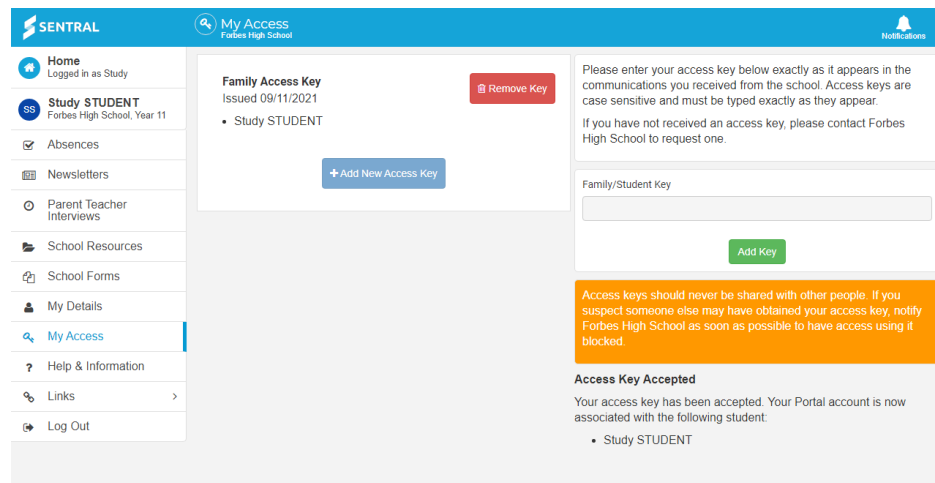 SENTRAL
My Access
Forbes High School
Notifications
Home
Logged in as Study
SS
Study STUDENT
Forbes High School, Year 11
Absences
Newsletters
Parent Teacher
Interviews
School Resources
School Forms
My Details
My Access
? Help & Information
Links >
Log Out
Family Access Key
Issued 09/11/2021
• Study STUDENT
Remove Key
+ Add New Access Key
Please enter your access key below exactly as it appears in the
communications you received from the school. Access keys are
case sensitive and must be typed exactly as they appear.
If you have not received an access key, please contact Forbes
High School to request one.
Family/Student Key
Add Key
Access keys should never be shared with other people. If you
suspect someone else may have obtained your access key, notify
Forbes High School as soon as possible to have access using it
blocked.
Access Key Accepted
Your access key has been accepted. Your Portal account is now
associated with the following student:
• Study STUDENT